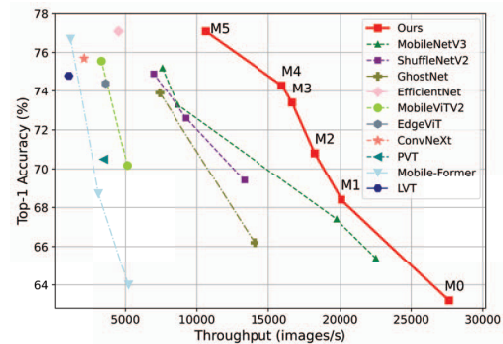 78
76
74
72
70
68
66
64
Top-1 Accuracy (%)
M5
M4
M3
M2
M1
M0
Ours
MobileNetV3
ShuffleNetV2
GhostNet
EfficientNet
MobileViTV2
EdgeViT
ConvNeXt
PVT
Mobile-Former
LVT
5000 10000 15000 20000 25000 30000
Throughput (images/s)